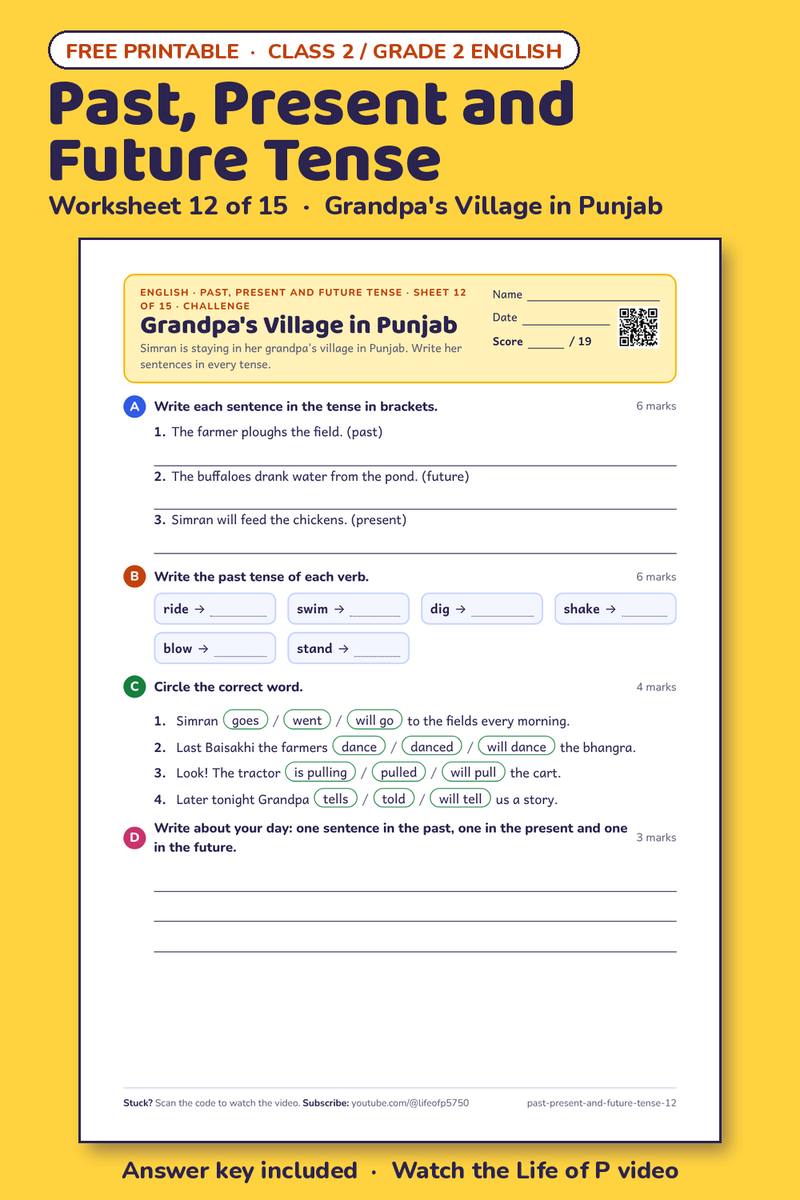 FREE PRINTABLE · CLASS 2 / GRADE 2 ENGLISH
Past, Present and
Future Tense
Worksheet 12 of 15 · Grandpa's Village in Punjab
ENGLISH · PAST, PRESENT AND FUTURE TENSE · SHEET 12
OF 15 · CHALLENGE
Grandpa's Village in Punjab
Simran is staying in her grandpa's village in Punjab. Write her
sentences in every tense.
Name
Date
Score / 19
A Write each sentence in the tense in brackets. 6 marks
1. The farmer ploughs the field. (past)
2. The buffaloes drank water from the pond. (future)
3. Simran will feed the chickens. (present)
B Write the past tense of each verb. 6 marks
ride → swim → dig → shake →
blow → stand →
C Circle the correct word. 4 marks
1. Simran goes / went / will go to the fields every morning.
2. Last Baisakhi the farmers dance / danced / will dance the bhangra.
3. Look! The tractor is pulling / pulled / will pull the cart.
4. Later tonight Grandpa tells / told / will tell us a story.
D Write about your day: one sentence in the past, one in the present and one
in the future. 3 marks
Stuck? Scan the code to watch the video. Subscribe: youtube.com/@lifeofp5750 past-present-and-future-tense-12
Answer key included · Watch the Life of P video